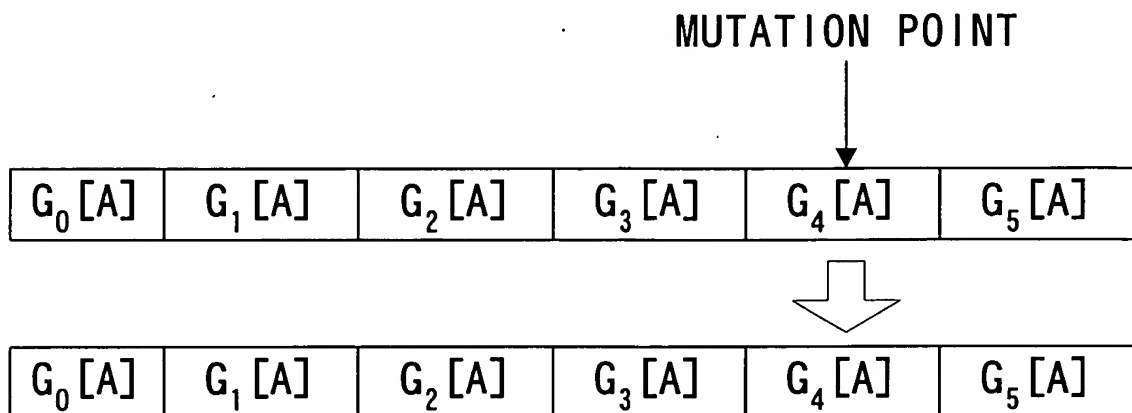 MUTATION POINT
G₀[A] G₁[A] G₂[A] G₃[A] G₄[A] G₅[A]
G₀[A] G₁[A] G₂[A] G₃[A] G₄[A] G₅[A]